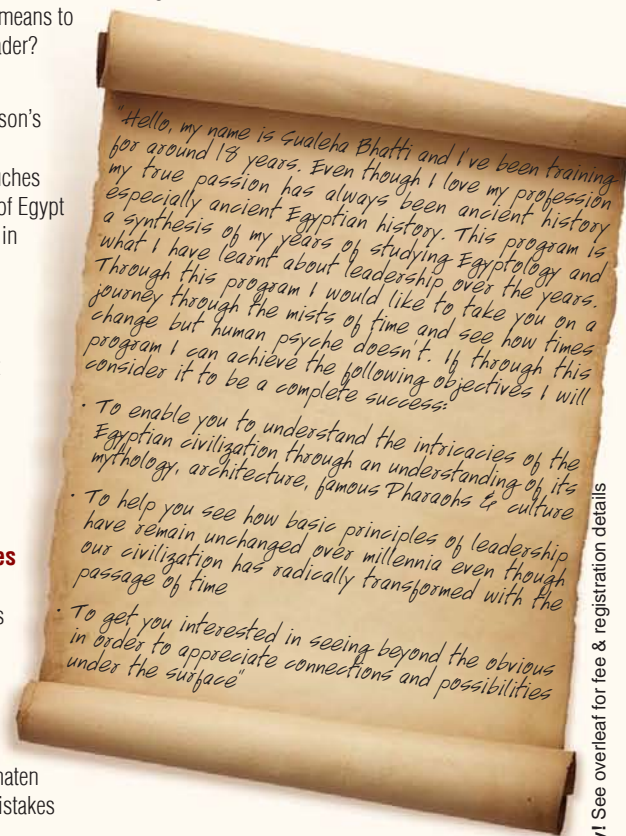 means to
ader?
son's
uches
of Egypt
in
es
s
naten
istakes
"Hello, my name is Sualeha Bhatti and I've been training
for around 18 years. Even though I love my profession
my true passion has always been ancient history
especially ancient Egyptian history. This program is
a synthesis of my years of studying Egyptology and
what I have learnt about leadership over the years.
Through this program I would like to take you on a
journey through the mists of time and see how times
change but human psyche doesn't. If through this
program I can achieve the following objectives I will
consider it to be a complete success:
· To enable you to understand the intricacies of the
Egyptian civilization through an understanding of its
mythology, architecture, famous Pharaohs & culture
· To help you see how basic principles of leadership
have remain unchanged over millennia even though
our civilization has radically transformed with the
passage of time
· To get you interested in seeing beyond the obvious
in order to appreciate connections and possibilities
under the surface"
y! See overleaf for fee & registration details